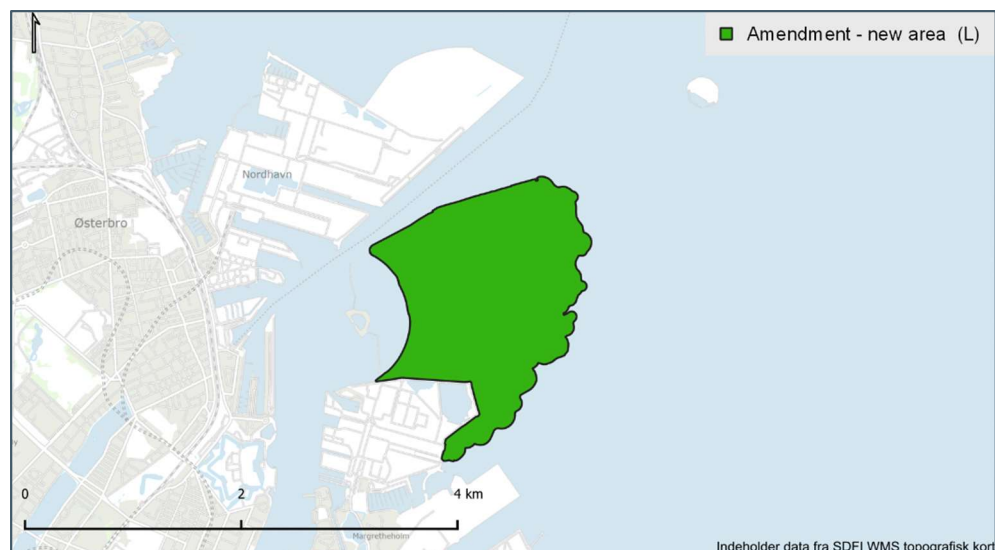 Amendment - new area (L)
Nordhavn
Østerbro
0 2 4 km
Margretheholm
Indeholder data fra SDFI WMS topografisk kort